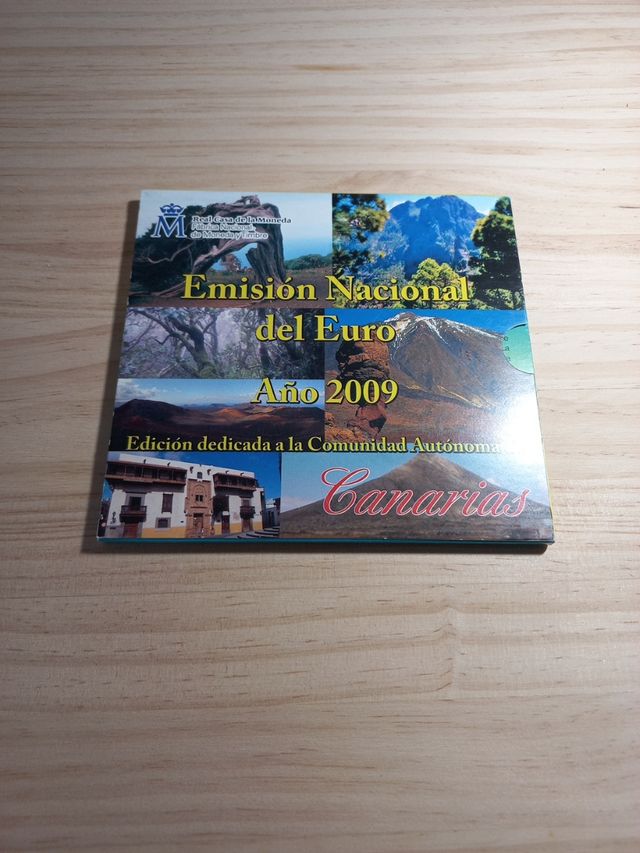 M
Real Casa de la Moneda
Fábrica Nacional
de Moneda y Timbre
Emisión Nacional
del Euro
Año 2009
Edición dedicada a la Comunidad Autónoma
Canarias